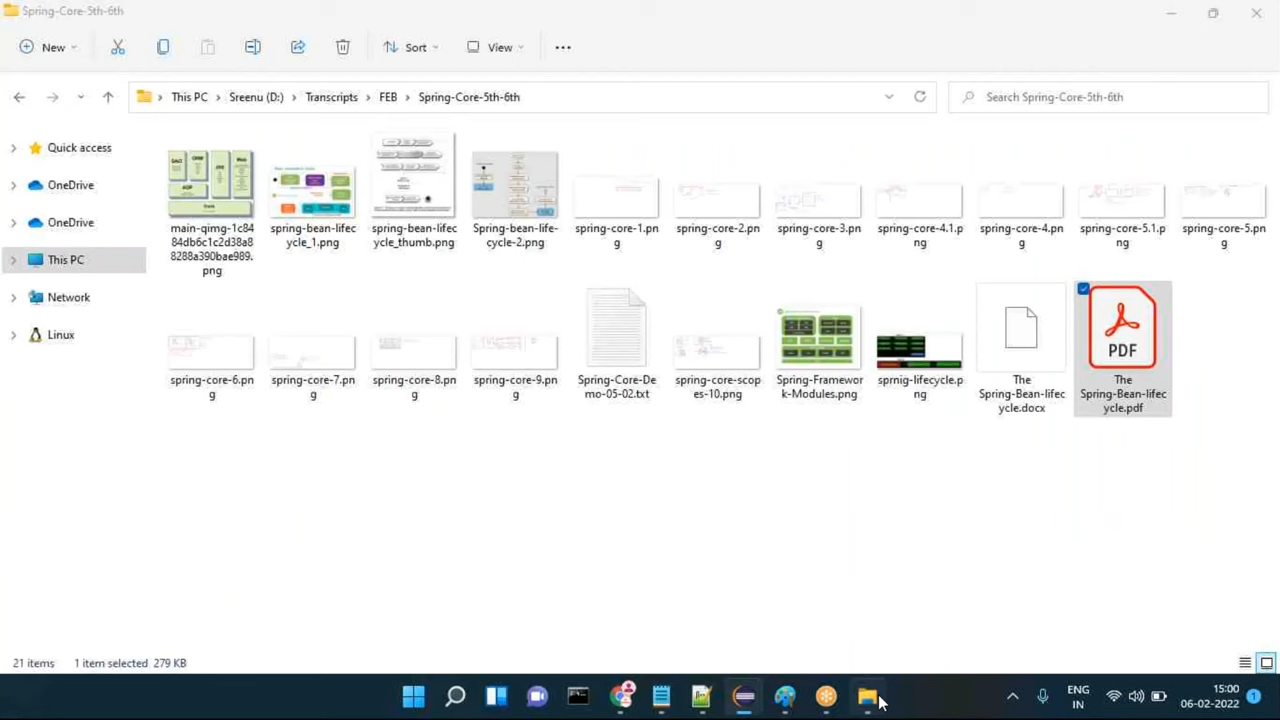 Spring-Core-5th-6th
New
Sort
View
This PC
Sreenu (D:)
Transcripts
FEB
Spring-Core-5th-6th
Search Spring-Core-5th-6th
Quick access
OneDrive
OneDrive
This PC
Network
Linux
main-qimg-1c84
84db6c1c2d38a8
8288a390bae989.
png
spring-bean-lifec
ycle_1.png
spring-bean-lifec
ycle_thumb.png
Spring-bean-life-
cycle-2.png
spring-core-1.pn
g
spring-core-2.pn
g
spring-core-3.pn
g
spring-core-4.1.p
ng
spring-core-4.pn
g
spring-core-5.1.p
ng
spring-core-5.pn
g
spring-core-6.pn
g
spring-core-7.pn
g
spring-core-8.pn
g
spring-core-9.pn
g
Spring-Core-De
mo-05-02.txt
spring-core-scop
es-10.png
Spring-Framewor
k-Modules.png
sprnig-lifecycle.p
ng
The
Spring-Bean-lifec
ycle.docx
PDF
The
Spring-Bean-lifec
ycle.pdf
21 items
1 item selected 279 KB
ENG
IN
15:00
06-02-2022
1